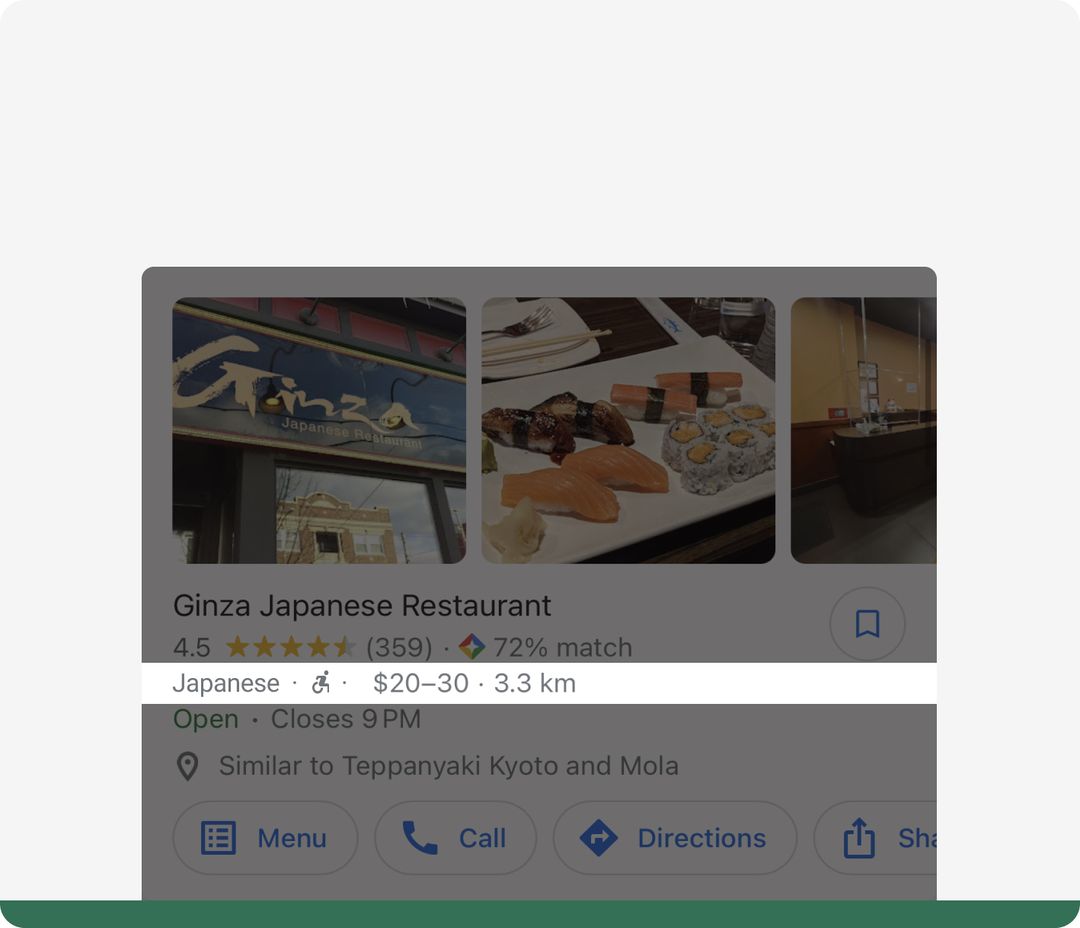 Ginza
Japanese Restaurant
Ginza Japanese Restaurant
4.5 (359) · 72% match
Japanese · · $20–30 · 3.3 km
Open · Closes 9 PM
Similar to Teppanyaki Kyoto and Mola
Menu Call Directions Sha